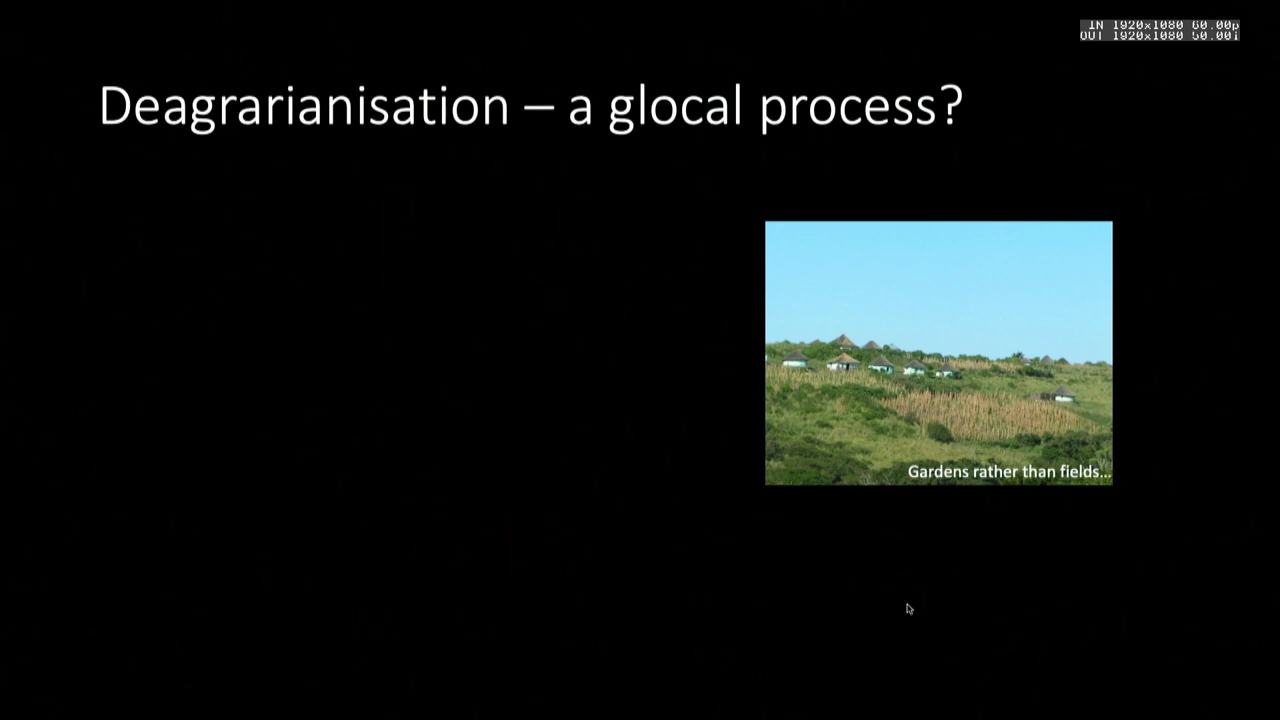 IN 1920x1080 60.00p
OUT 1920x1080 50.00i
Deagrarianisation – a glocal process?
Gardens rather than fields...